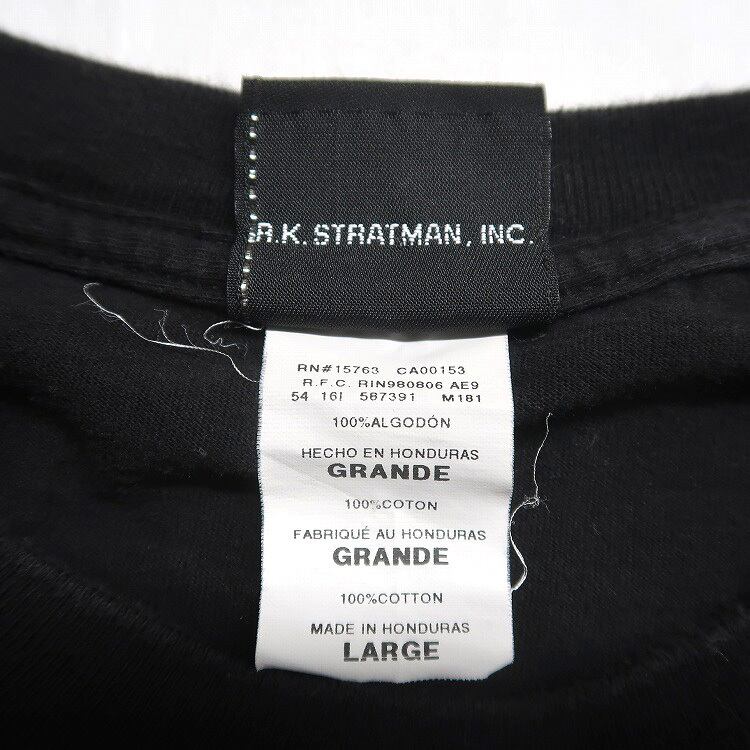 R.K. STRATMAN, INC.
RN#15763 CA00153
R.F.C. RIN980806 AE9
54 16I 587391 M181
100%ALGODÓN
HECHO EN HONDURAS
GRANDE
100%COTON
FABRIQUÉ AU HONDURAS
GRANDE
100%COTTON
MADE IN HONDURAS
LARGE